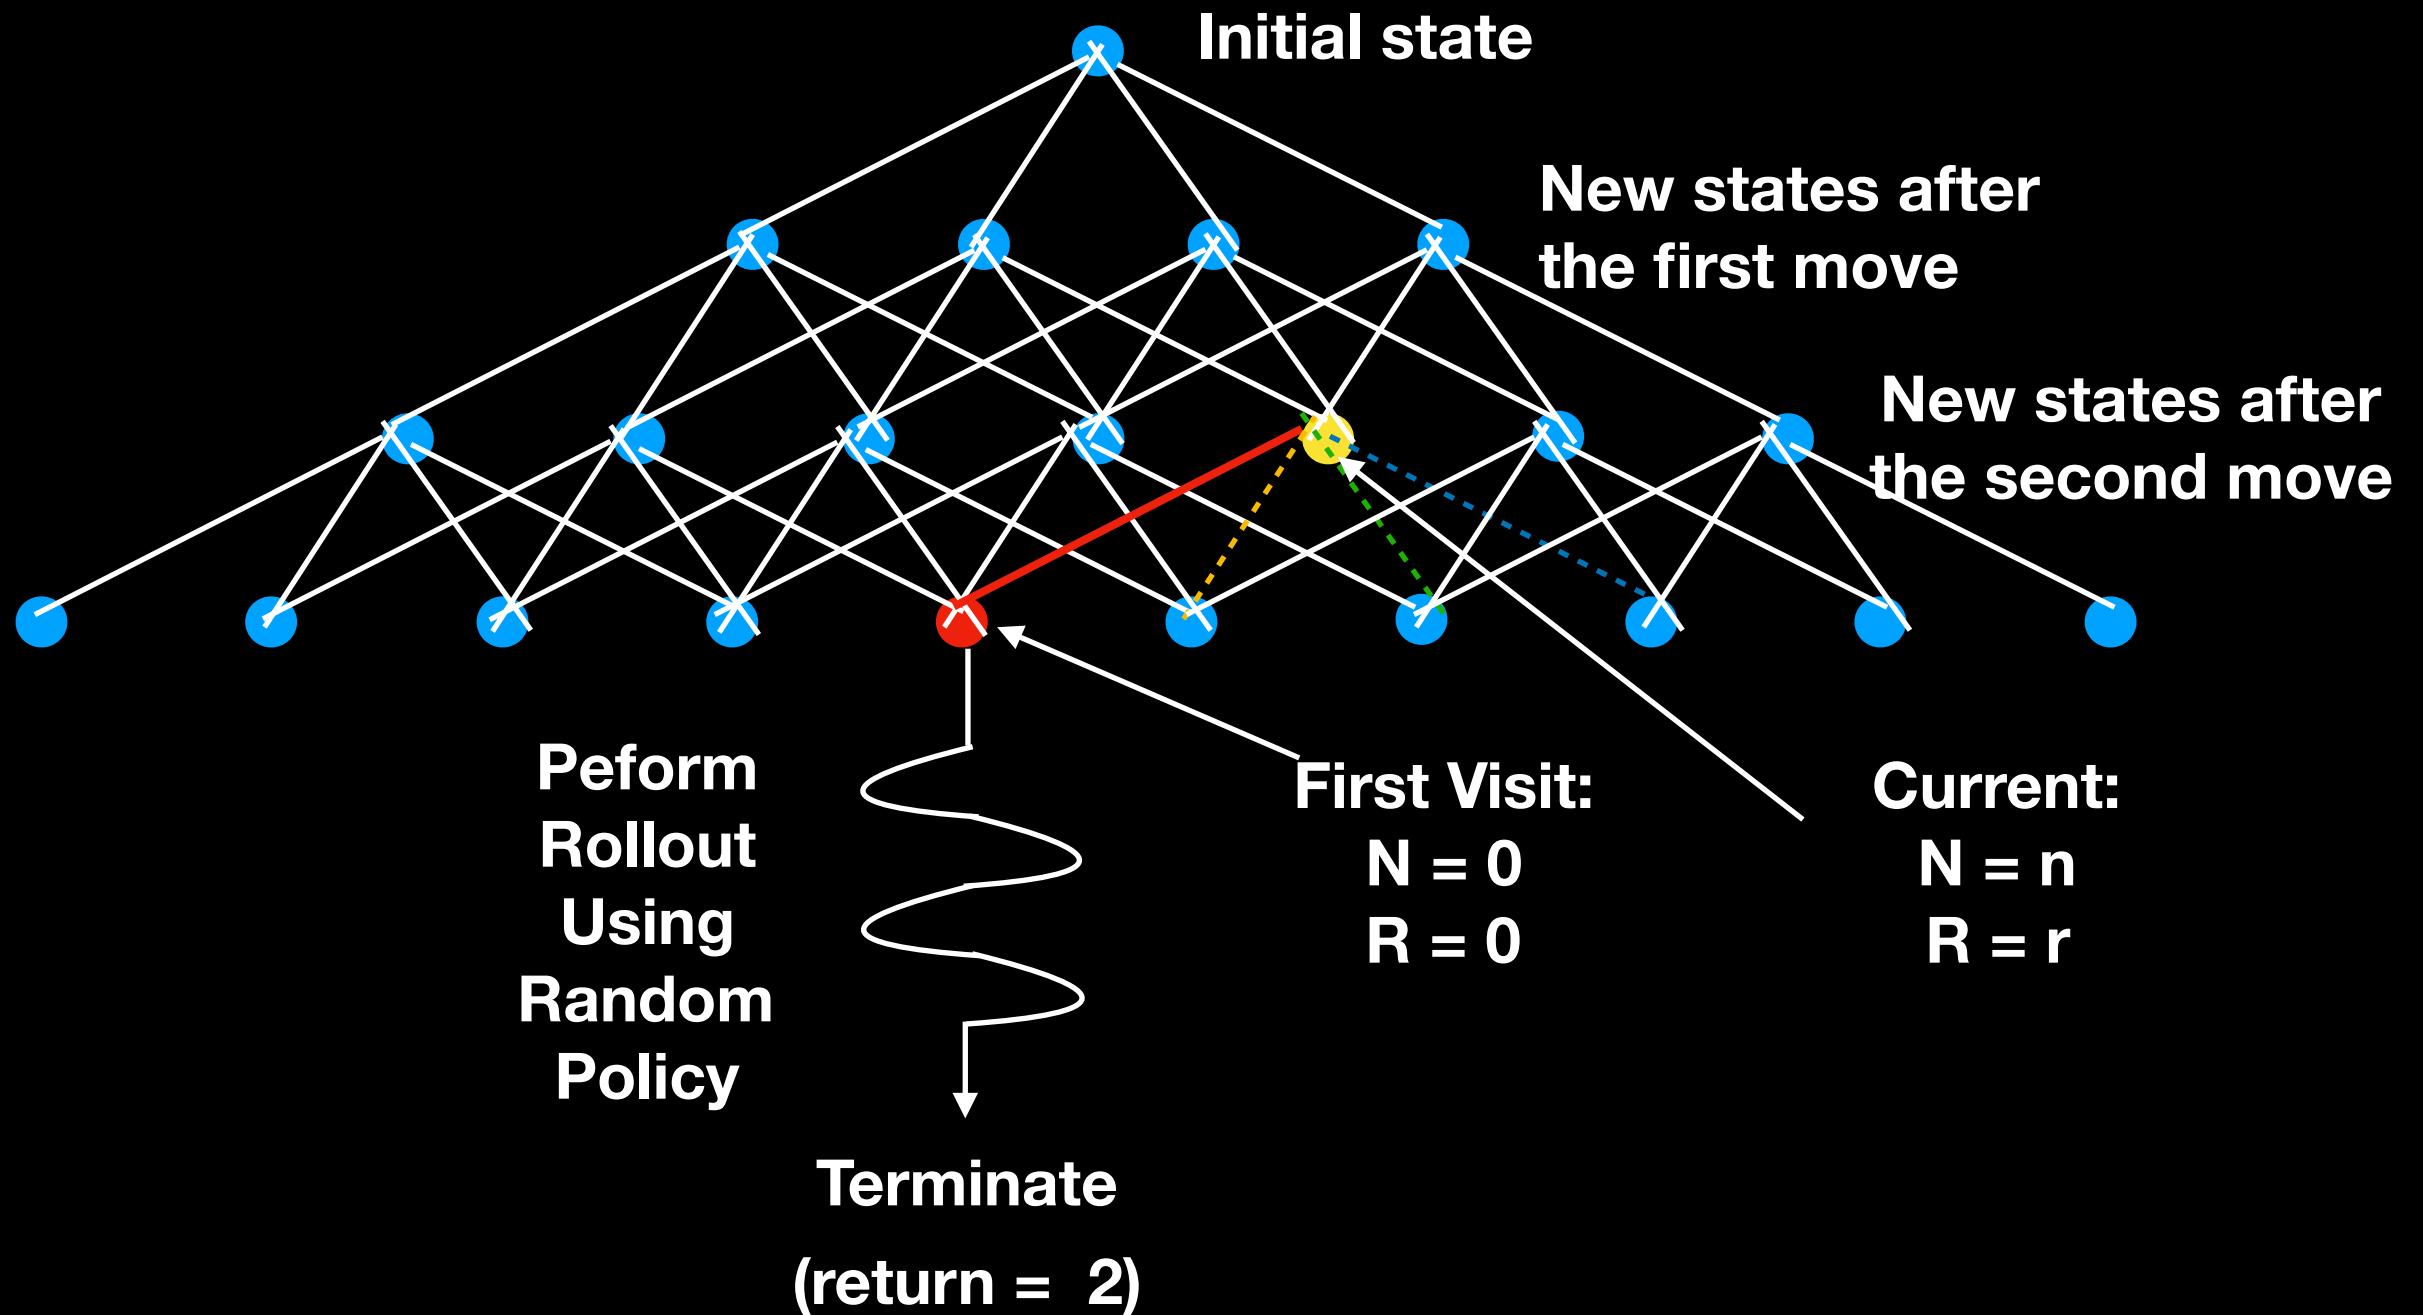 Initial state
New states after
the first move
New states after
the second move
Peform
Rollout
Using
Random
Policy
First Visit:
N = 0
R = 0
Current:
N = n
R = r
Terminate
(return =  2)